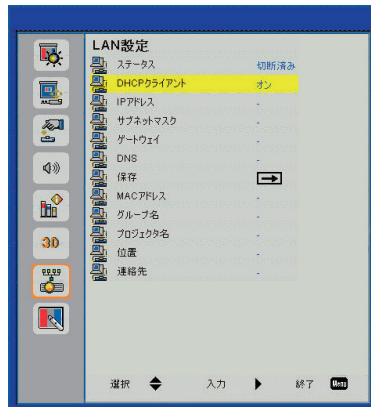 LAN設定
ステータス 切断済み
DHCPクライアント オン
IPアドレス -
サブネットマスク -
ゲートウェイ -
DNS -
保存
MACアドレス -
グループ名 -
プロジェクタ名 -
位置 -
連絡先 -
3D
選択 入力 終了 Menu